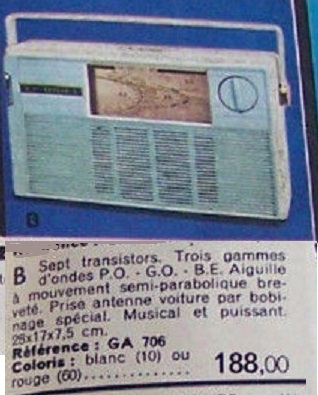 B
B Sept transistors. Trois gammes
d'ondes P.O. - G.O. - B.E. Aiguille
à mouvement semi-parabolique bre-
veté. Prise antenne voiture par bobi-
nage spécial. Musical et puissant.
28x17x7,5 cm.
Référence : GA 706
Coloris : blanc (10) ou
rouge (60)............... 188,00